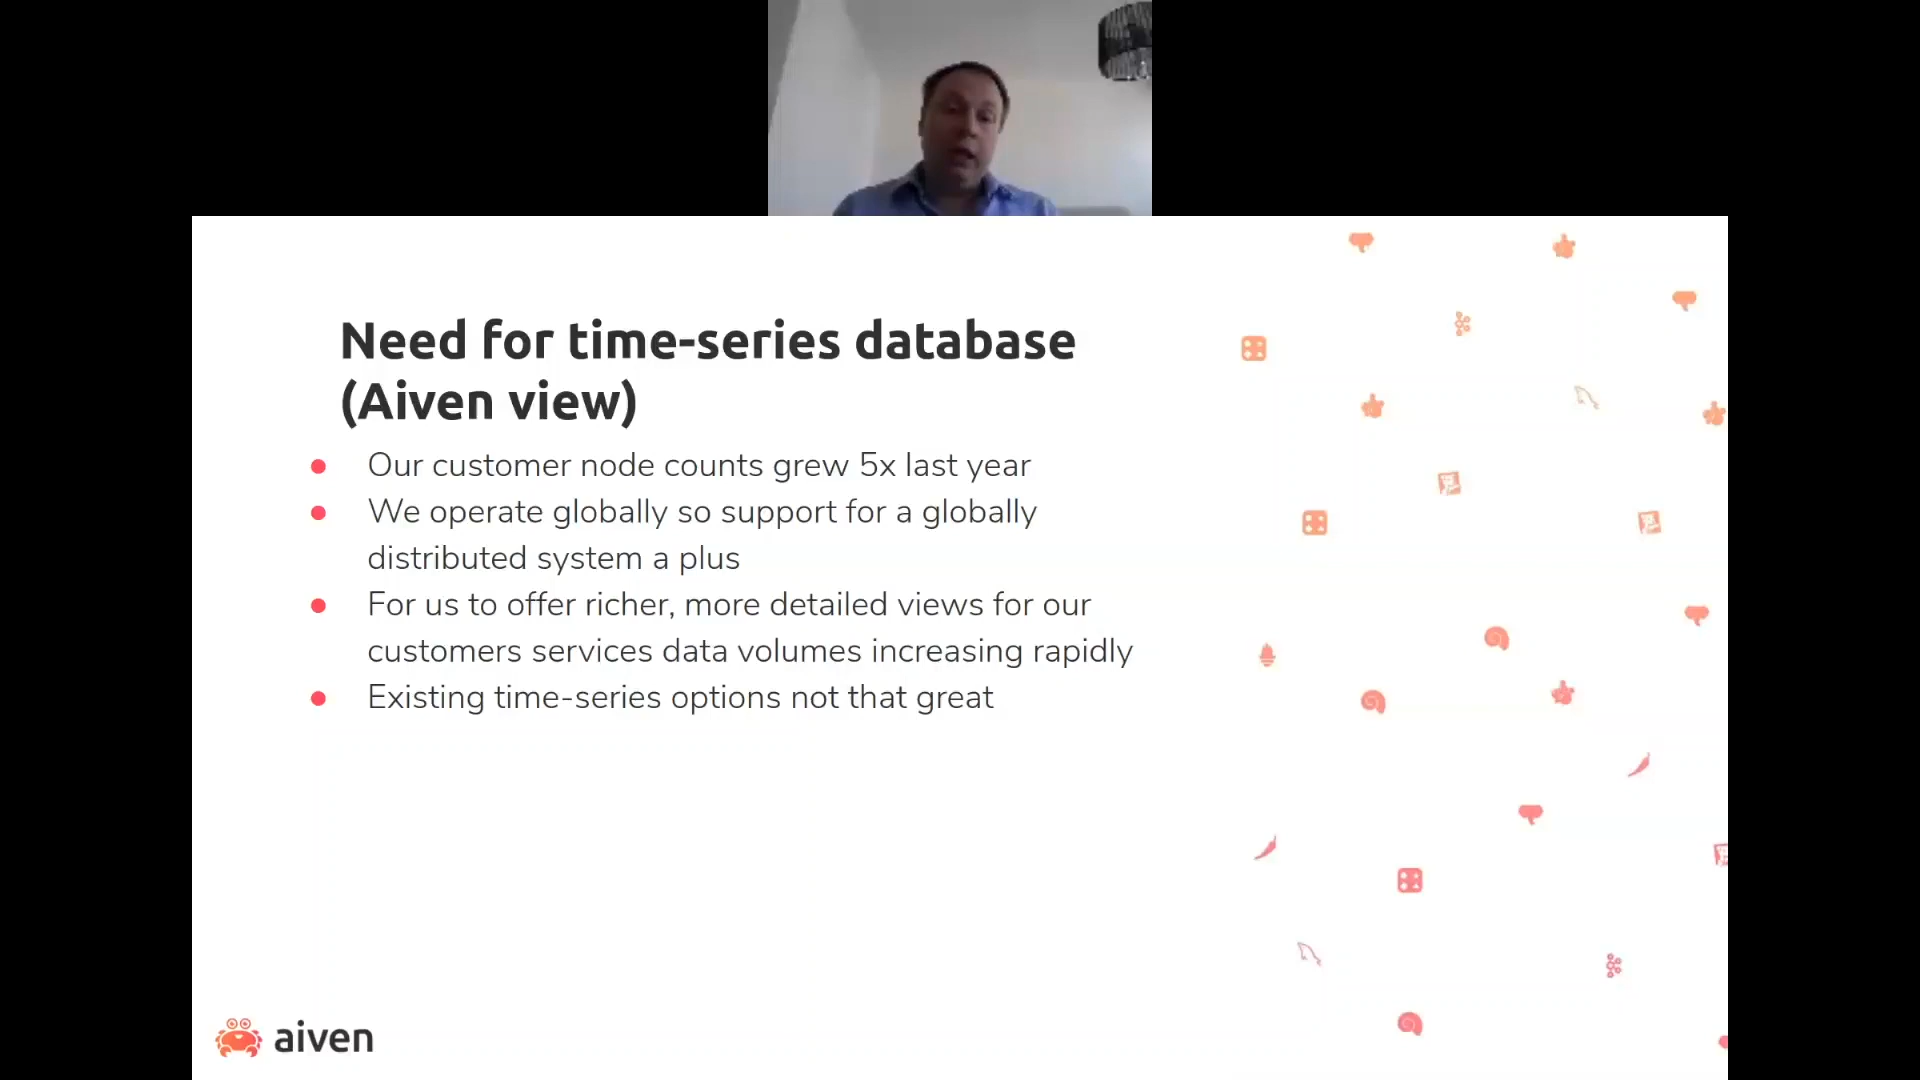 Need for time-series database
(Aiven view)
● Our customer node counts grew 5x last year
● We operate globally so support for a globally
distributed system a plus
● For us to offer richer, more detailed views for our
customers services data volumes increasing rapidly
● Existing time-series options not that great
aiven